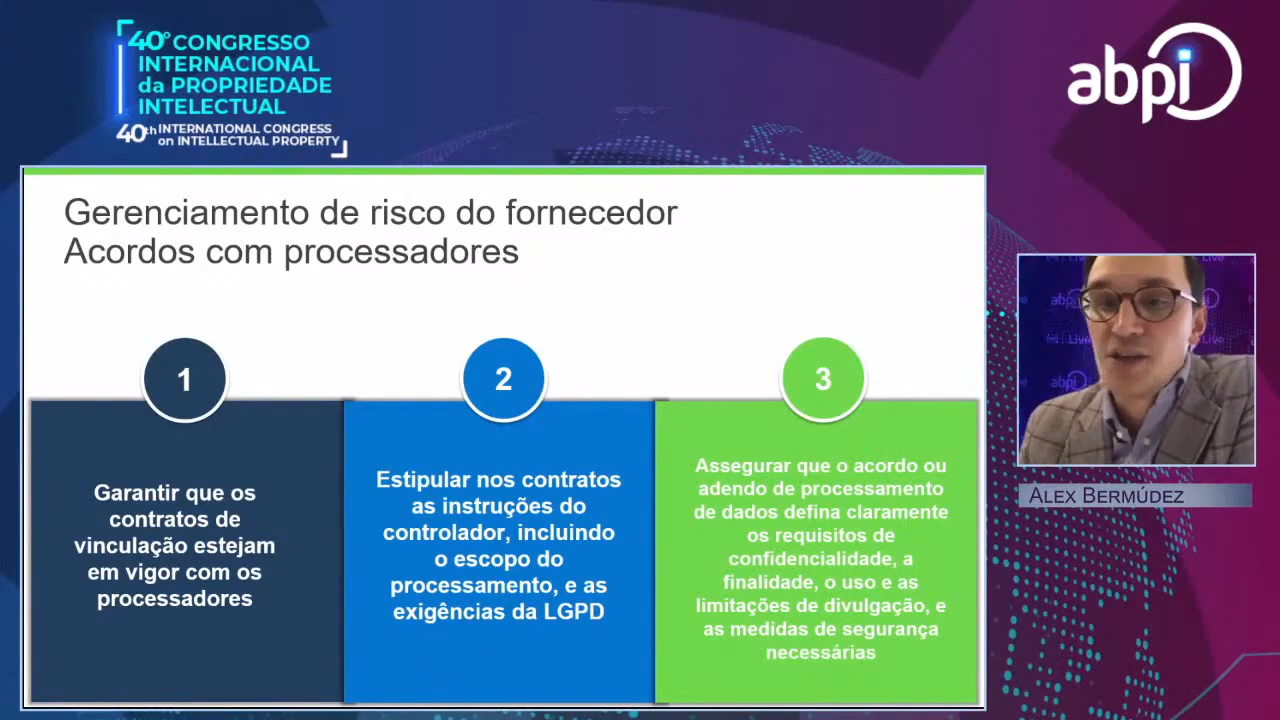 40º CONGRESSO
INTERNACIONAL
da PROPRIEDADE
INTELECTUAL
40th INTERNATIONAL CONGRESS
on INTELLECTUAL PROPERTY
abpi
Gerenciamento de risco do fornecedor
Acordos com processadores
1
Garantir que os
contratos de
vinculação estejam
em vigor com os
processadores
2
Estipular nos contratos
as instruções do
controlador, incluindo
o escopo do
processamento, e as
exigências da LGPD
3
Assegurar que o acordo ou
adendo de processamento
de dados defina claramente
os requisitos de
confidencialidade, a
finalidade, o uso e as
limitações de divulgação, e
as medidas de segurança
necessárias
abpi
Live
abpi
ALEX BERMÚDEZ